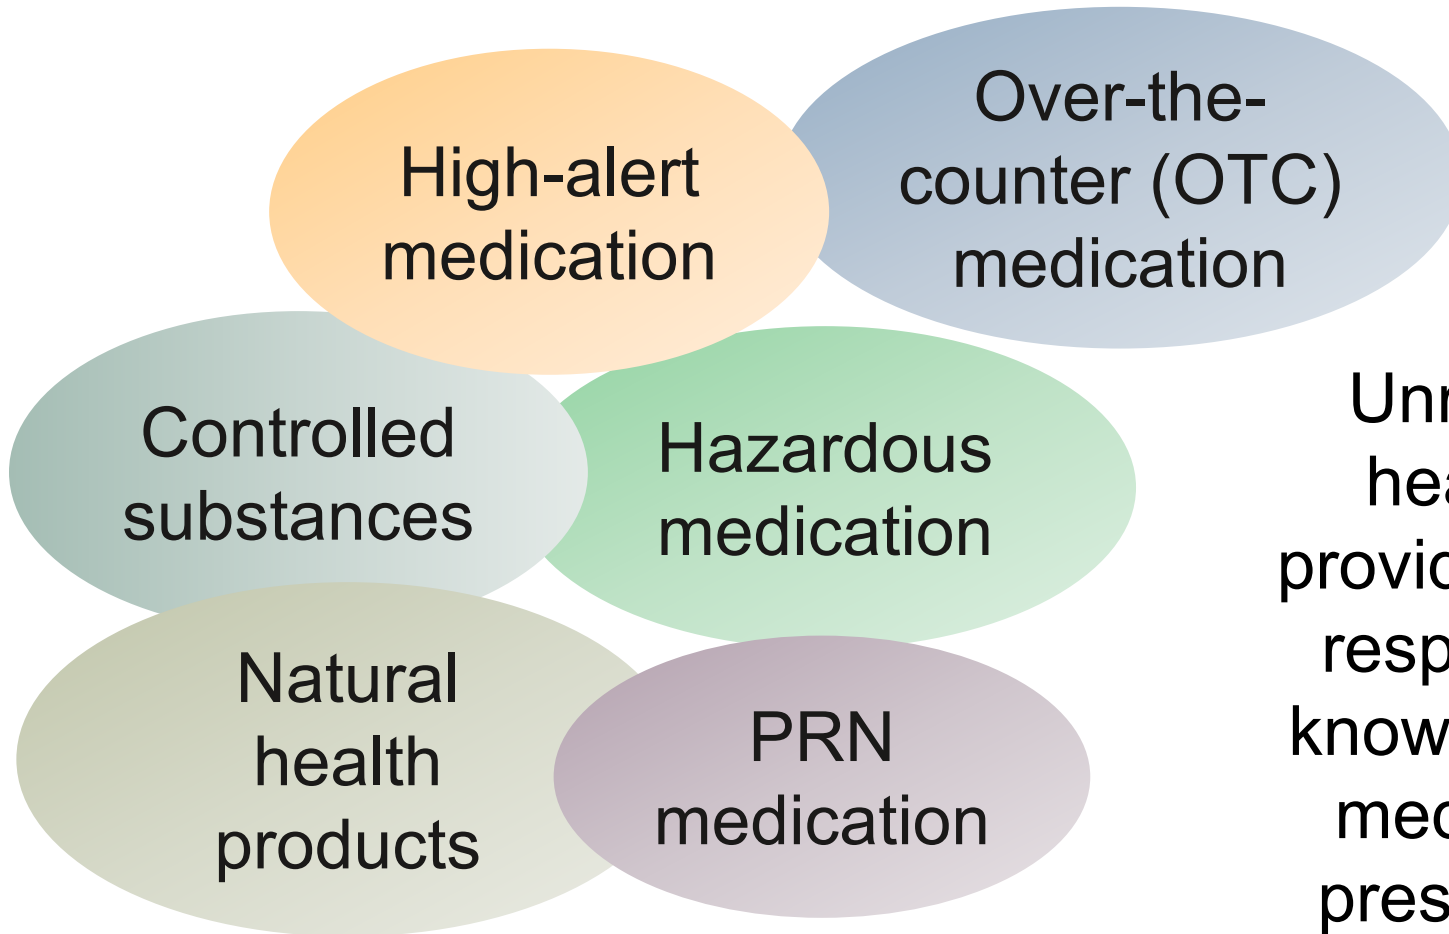 High-alert
medication
Over-the-
counter (OTC)
medication
Controlled
substances
Hazardous
medication
Natural
health
products
PRN
medication